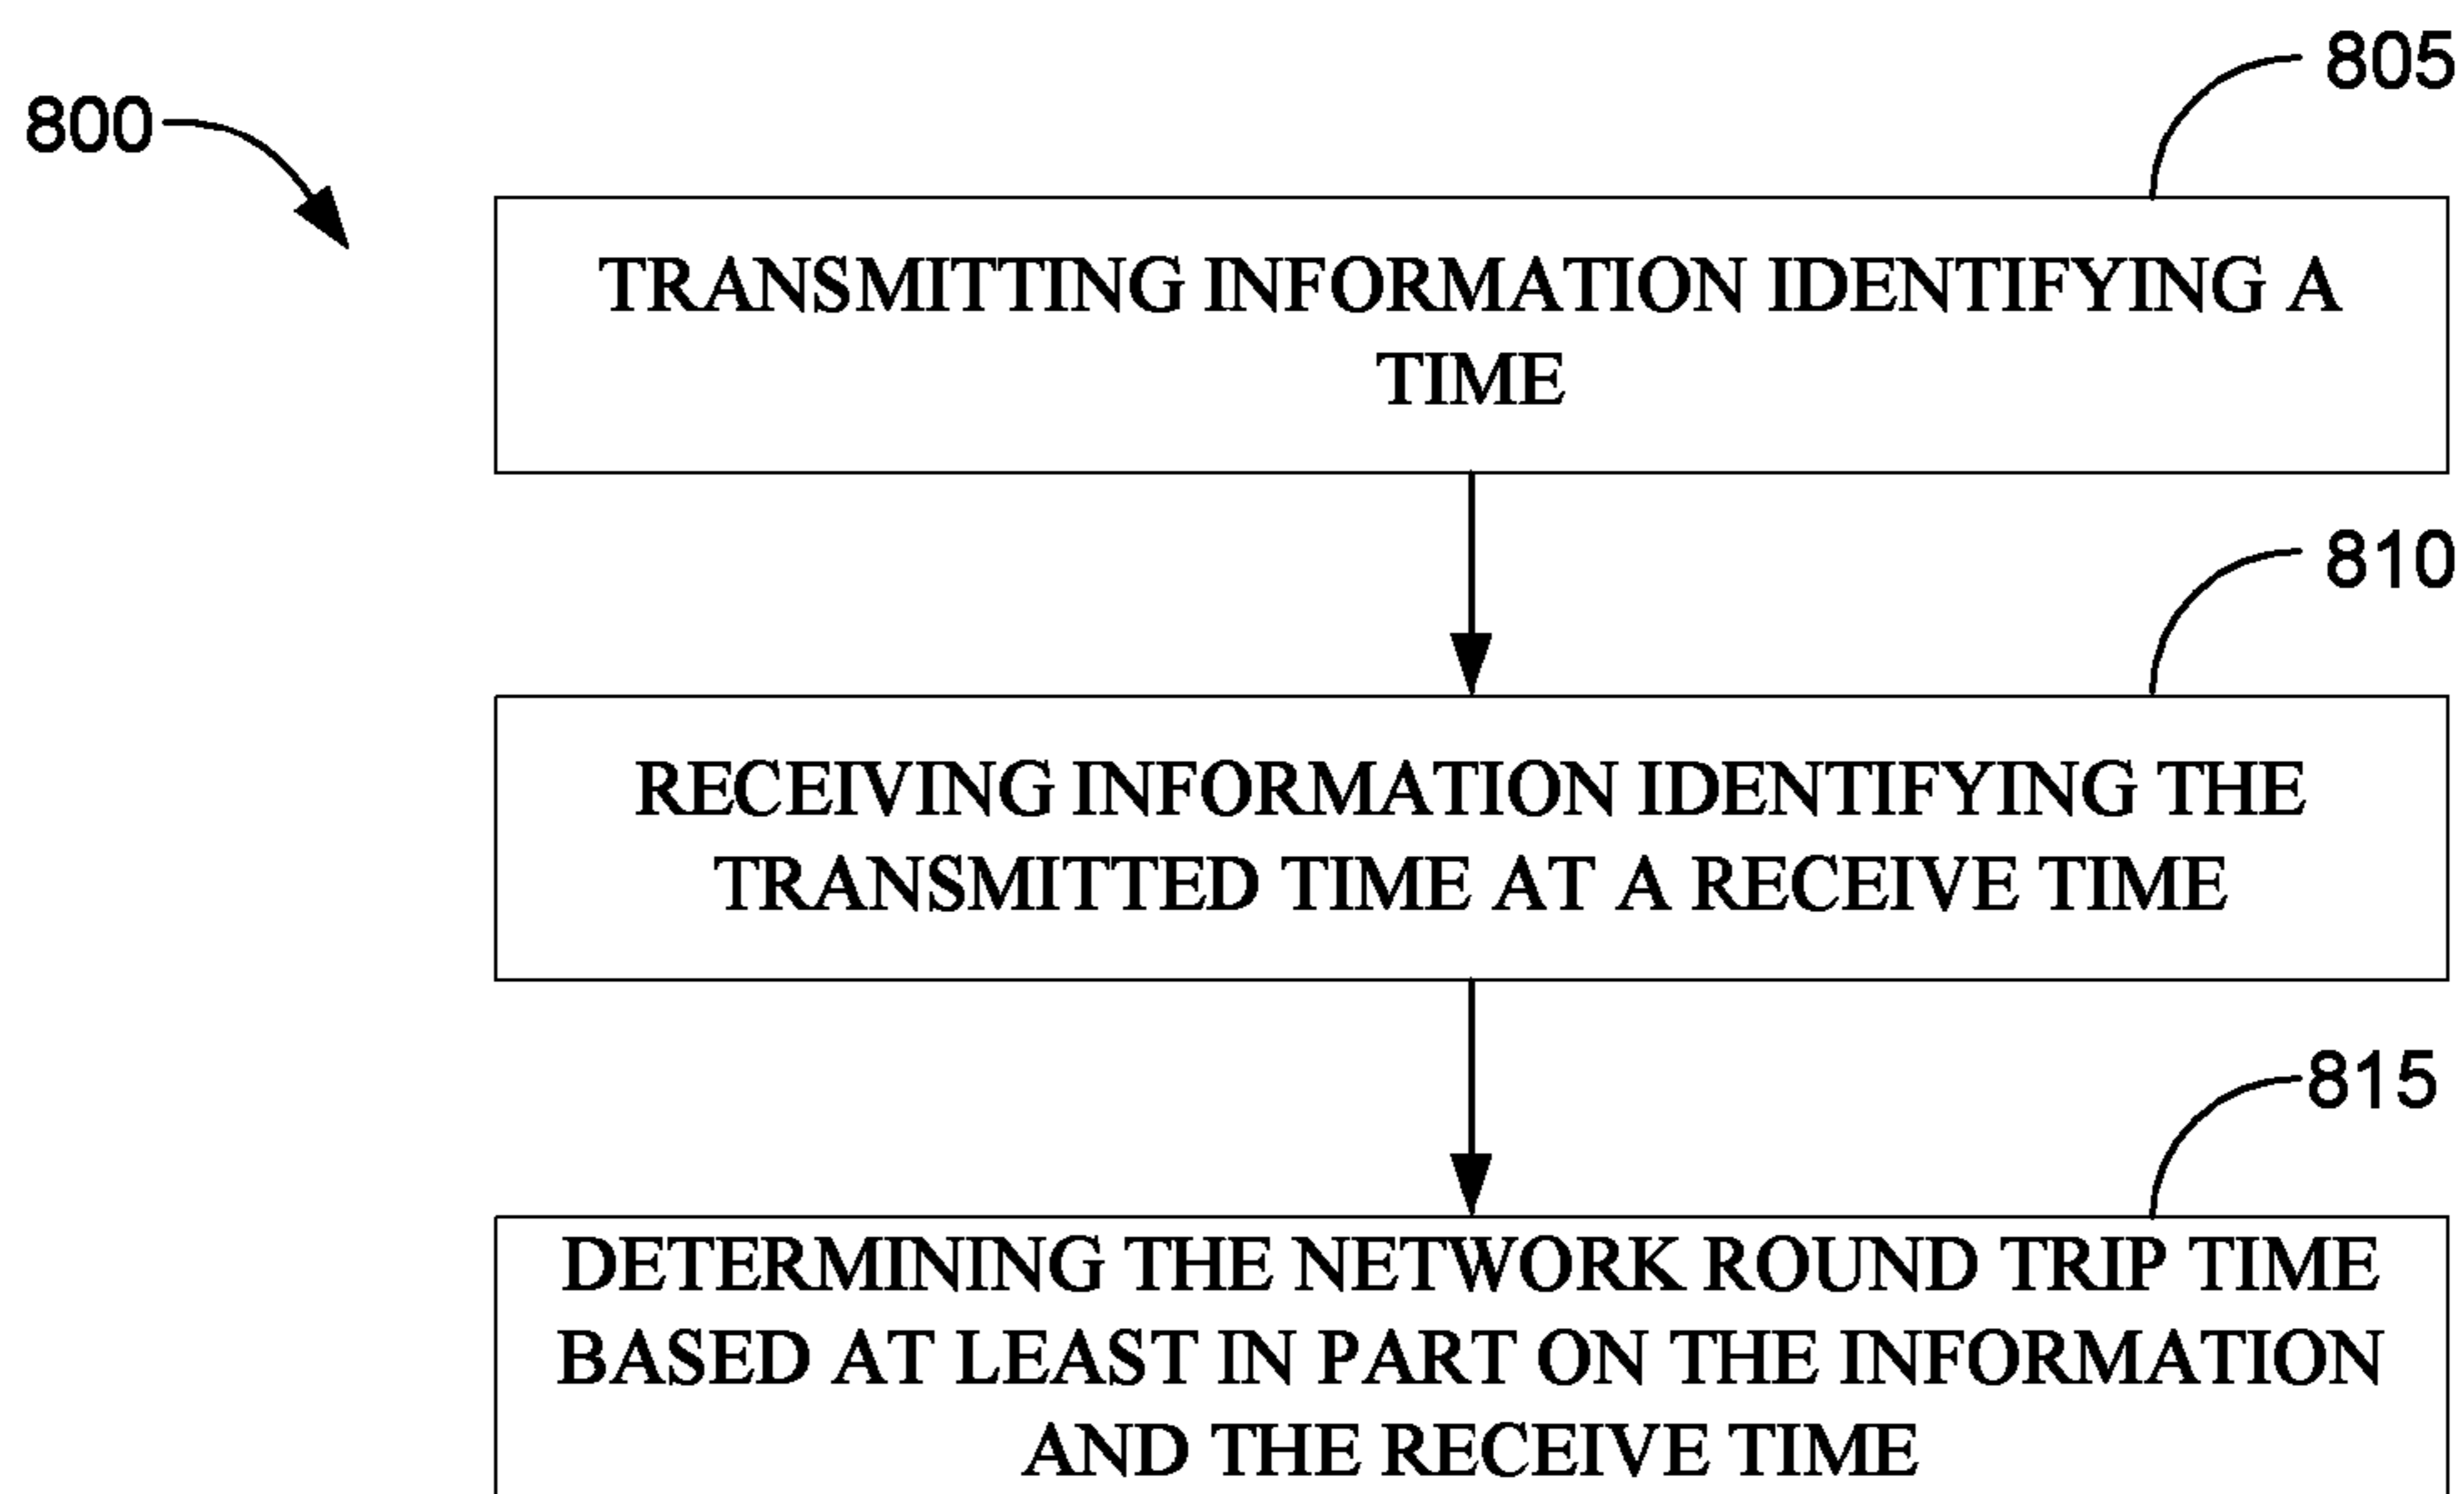 805
800
TRANSMITTING INFORMATION IDENTIFYING A
TIME
810
RECEIVING INFORMATION IDENTIFYING THE
TRANSMITTED TIME AT A RECEIVE TIME
815
DETERMINING THE NETWORK ROUND TRIP TIME
BASED AT LEAST IN PART ON THE INFORMATION
AND THE RECEIVE TIME